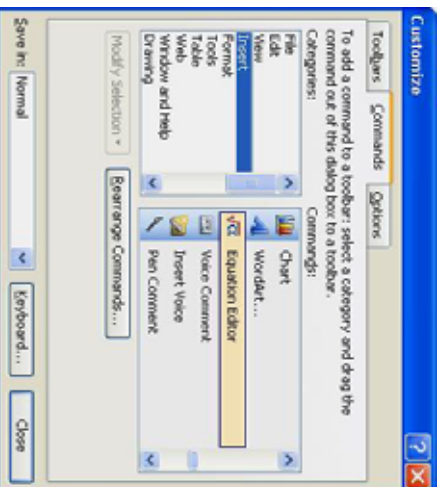 Customize
Toolbars Commands Options
To add a command to a toolbar: select a category and drag the
command out of this dialog box to a toolbar.
Categories:
File
Edit
View
Insert
Format
Tools
Table
Web
Window and Help
Drawing
Commands:
Chart
WordArt...
Equation Editor
Voice Comment
Insert Voice
Pen Comment
Modify Selection
Rearrange Commands...
Save in: Normal
Keyboard...
Close